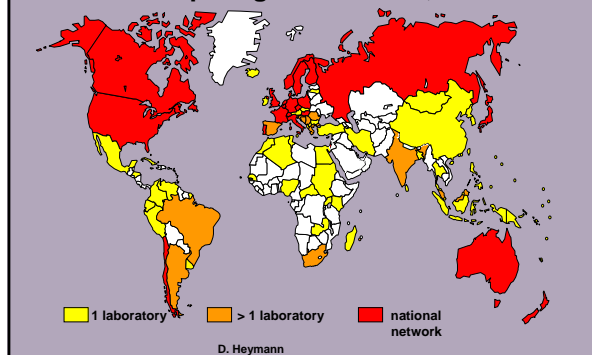 1 laboratory
> 1 laboratory
national
network
D. Heymann